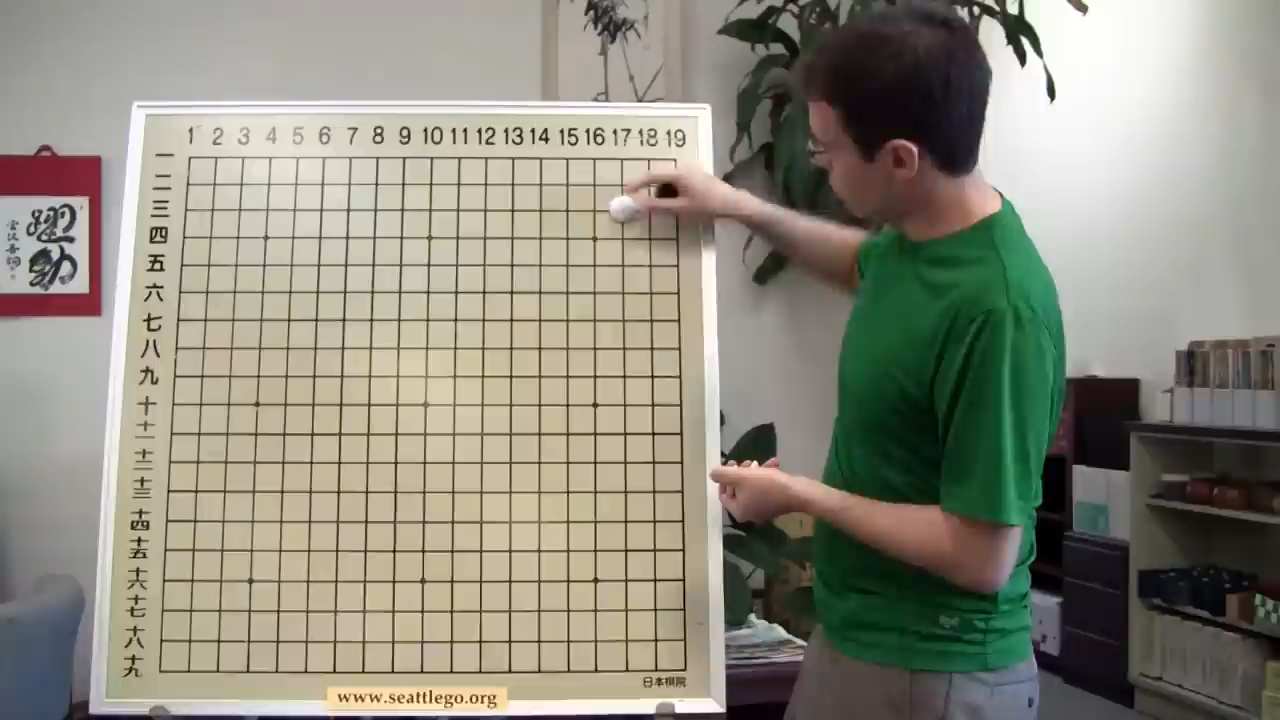 1 2 3 4 5 6 7 8 9 10 11 12 13 14 15 16 17 18 19
一
二
三
四
五
六
七
八
九
十
十一
十二
十三
十四
十五
十六
十七
十八
十九
日本棋院
www.seattlego.org